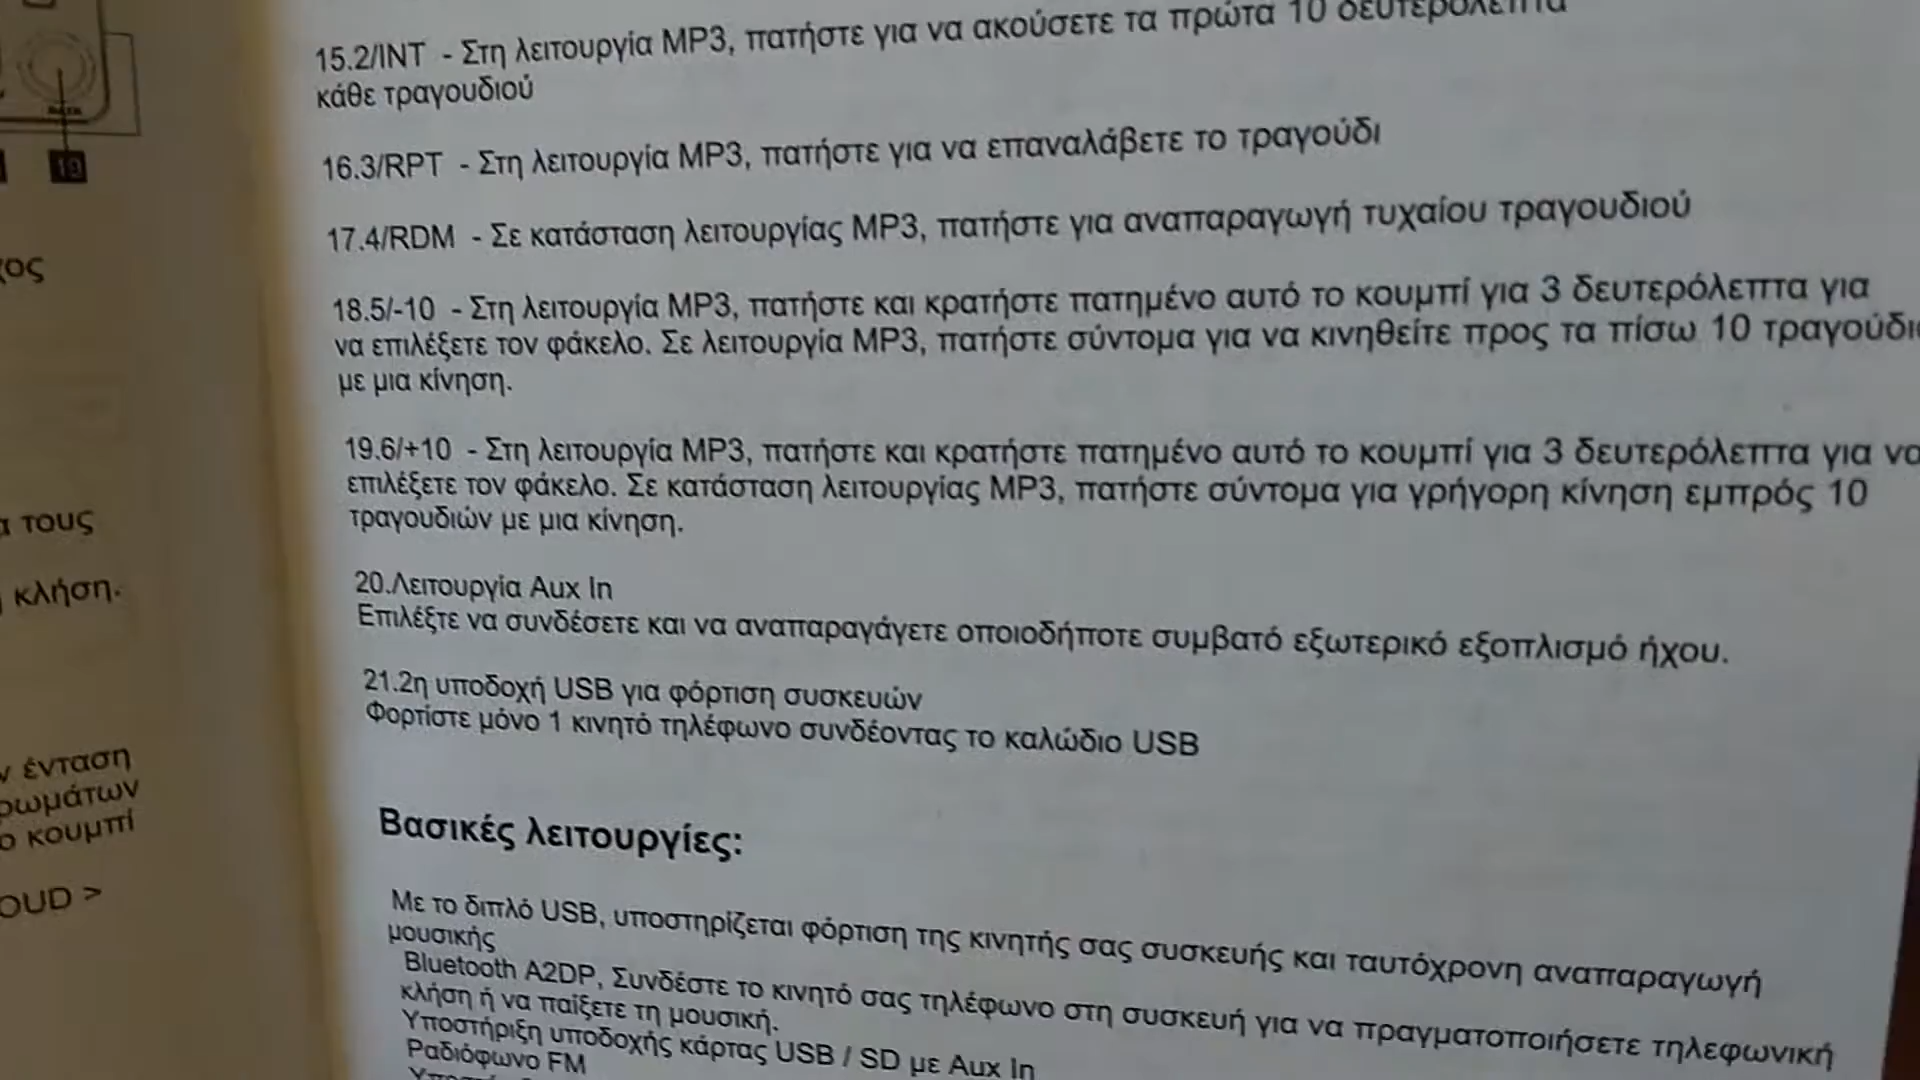 19
15.2/INT - Στη λειτουργία MP3, πατήστε για να ακούσετε τα πρώτα 10 δευτερόλεπτα
κάθε τραγουδιού
16.3/RPT - Στη λειτουργία MP3, πατήστε για να επαναλάβετε το τραγούδι
17.4/RDM - Σε κατάσταση λειτουργίας MP3, πατήστε για αναπαραγωγή τυχαίου τραγουδιού
18.5/-10 - Στη λειτουργία MP3, πατήστε και κρατήστε πατημένο αυτό το κουμπί για 3 δευτερόλεπτα για
να επιλέξετε τον φάκελο. Σε λειτουργία MP3, πατήστε σύντομα για να κινηθείτε προς τα πίσω 10
με μια κίνηση.
19.6/+10 - Στη λειτουργία MP3, πατήστε και κρατήστε πατημένο αυτό το κουμπί για 3 δευτερόλεπτα για να
επιλέξετε τον φάκελο. Σε κατάσταση λειτουργίας MP3, πατήστε σύντομα για γρήγορη κίνηση εμπρός 10
τραγουδιών με μια κίνηση.
20.Λειτουργία Aux In
Επιλέξτε να συνδέσετε και να αναπαραγάγετε οποιοδήποτε συμβατό εξωτερικό εξοπλισμό ήχου.
21.2η υποδοχή USB για φόρτιση συσκευών
Φορτίστε μόνο 1 κινητό τηλέφωνο συνδέοντας το καλώδιο USB
Βασικές λειτουργίες:
Με το διπλό USB, υποστηρίζεται φόρτιση της κινητής σας συσκευής και ταυτόχρονη αναπαραγωγή
μουσικής
Bluetooth A2DP, Συνδέστε το κινητό σας τηλέφωνο στη συσκευή για να πραγματοποιήσετε τηλεφωνική
κλήση ή να παίξετε τη μουσική.
Υποστήριξη υποδοχής κάρτας USB / SD με Aux In
Ραδιόφωνο FM
τους
κλήση.
ένταση
κουμπί
>